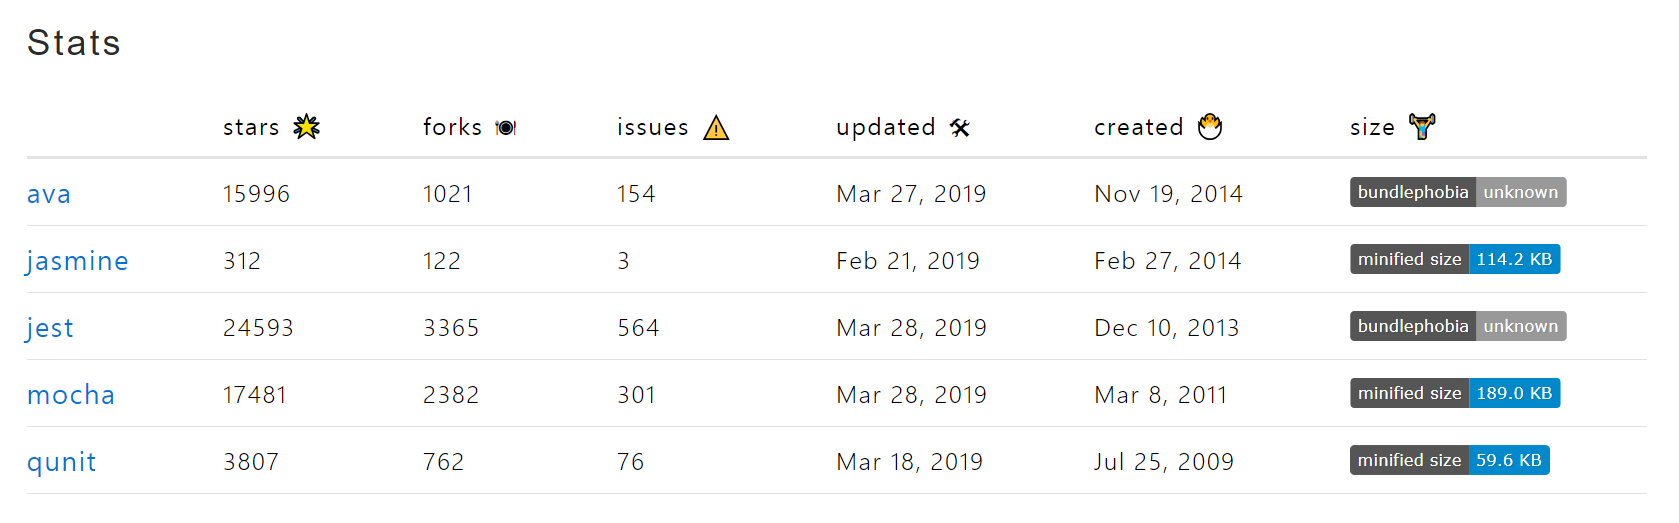 Stats
stars forks issues updated created size
ava 15996 1021 154 Mar 27, 2019 Nov 19, 2014 bundlephobia unknown
jasmine 312 122 3 Feb 21, 2019 Feb 27, 2014 minified size 114.2 KB
jest 24593 3365 564 Mar 28, 2019 Dec 10, 2013 bundlephobia unknown
mocha 17481 2382 301 Mar 28, 2019 Mar 8, 2011 minified size 189.0 KB
qunit 3807 762 76 Mar 18, 2019 Jul 25, 2009 minified size 59.6 KB